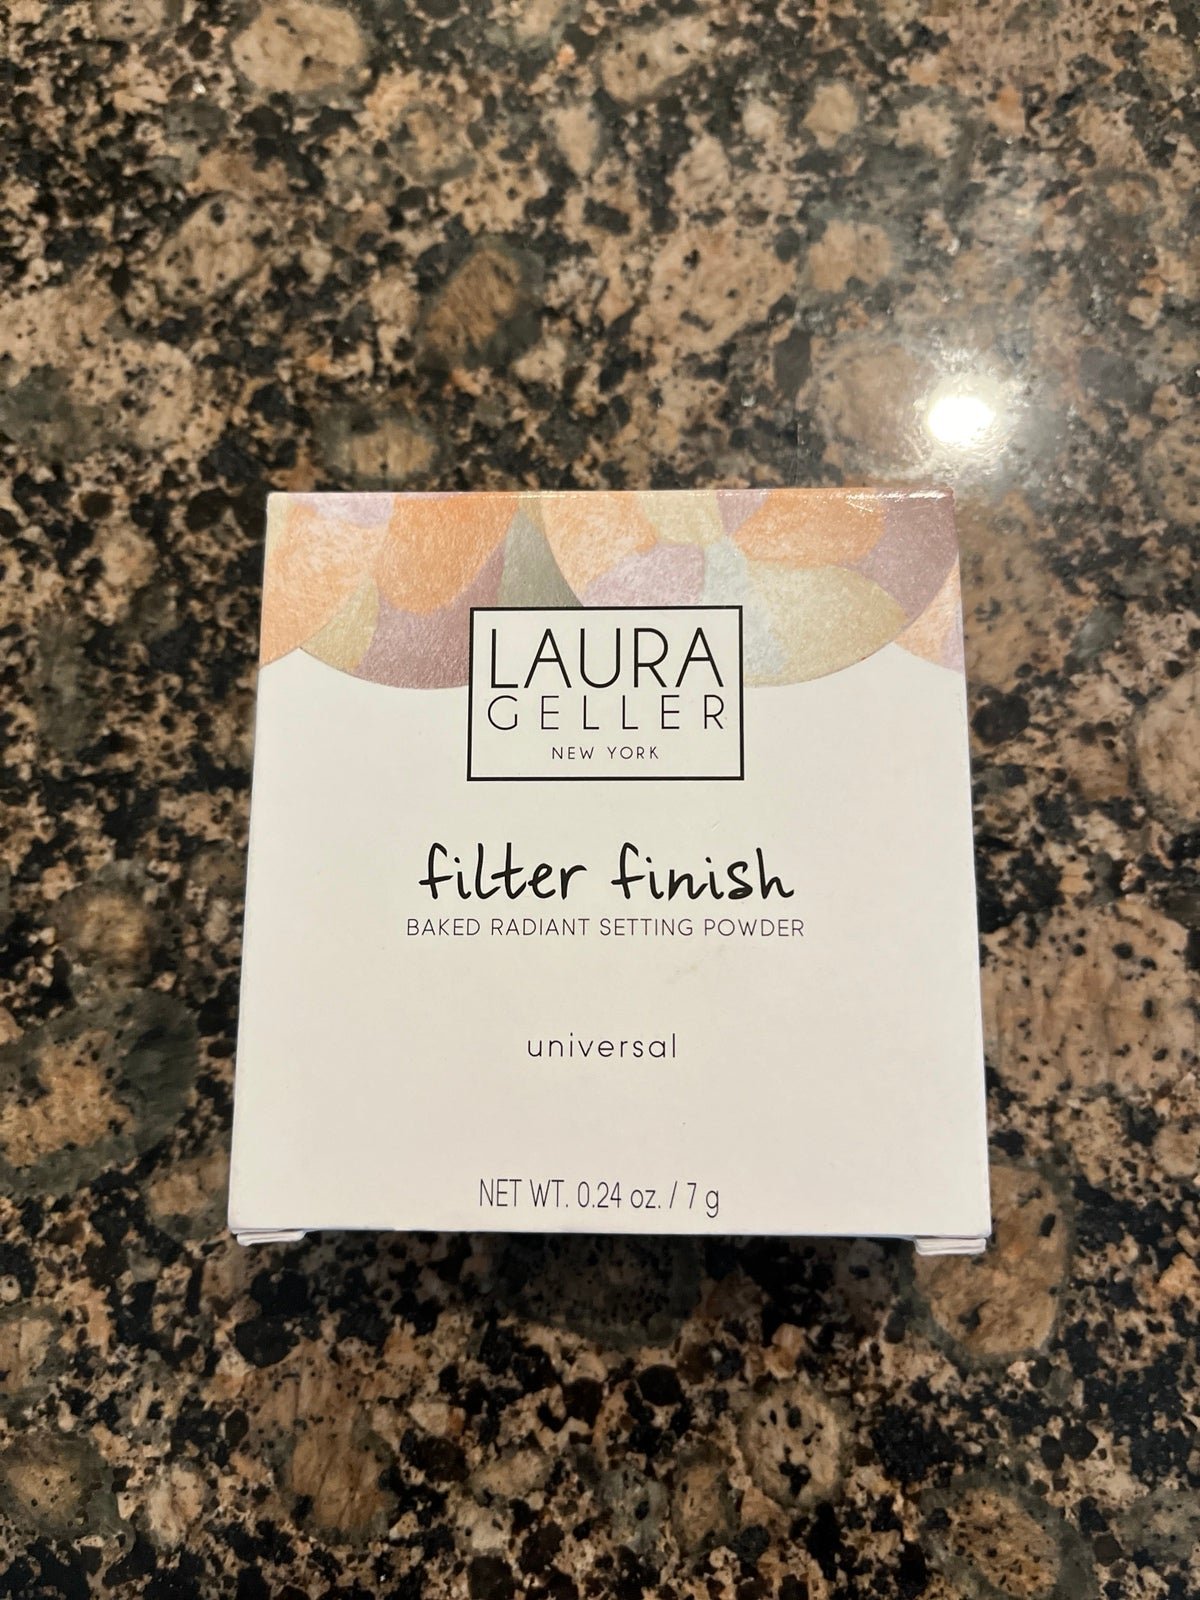 LAURA
GELLER
NEW YORK
filter finish
BAKED RADIANT SETTING POWDER
universal
NET WT. 0.24 oz. / 7 g